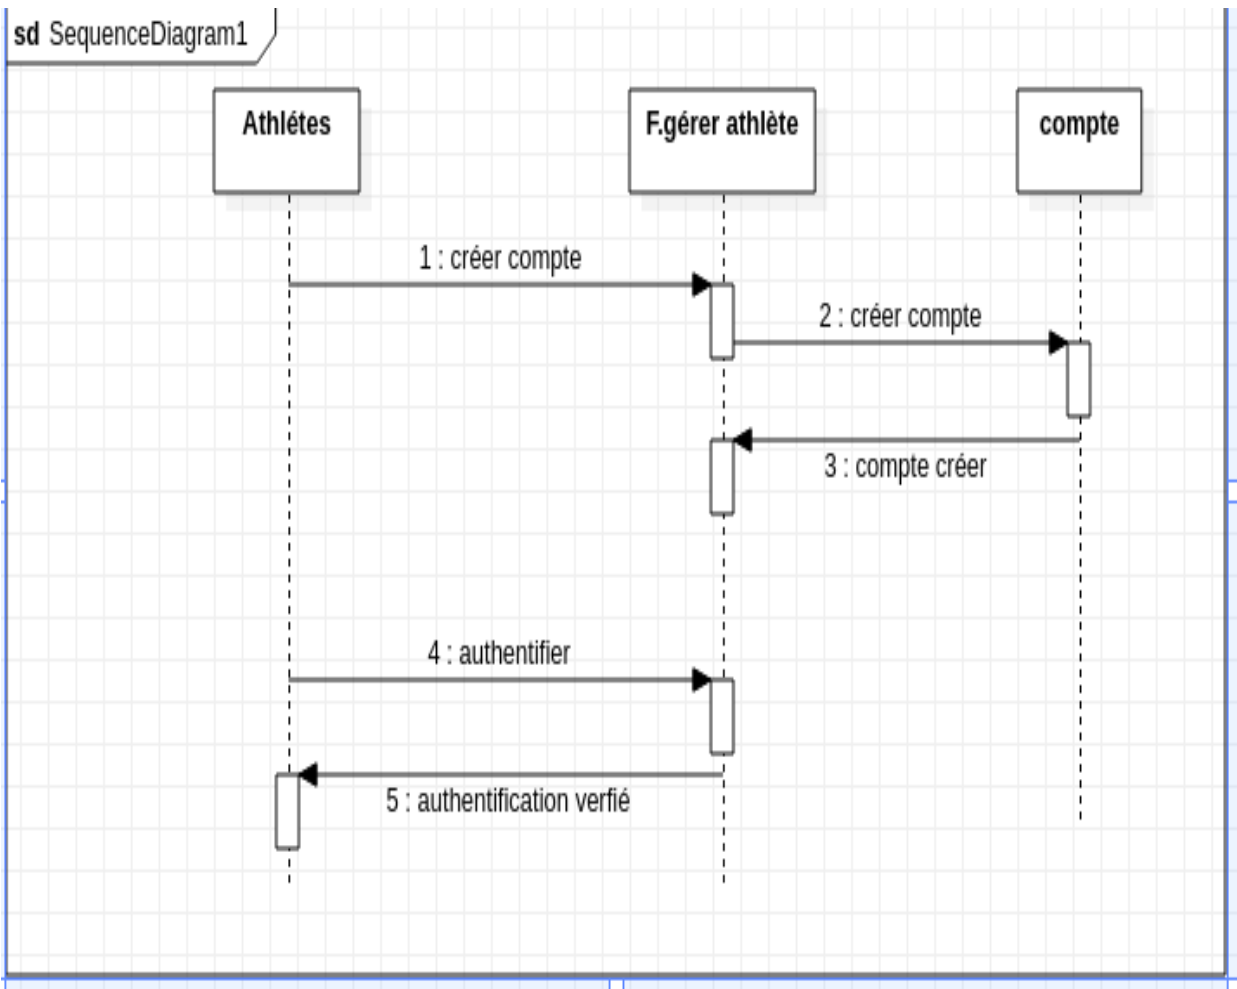 sd SequenceDiagram1
Athlétes
F.gérer athlète
compte
1 : créer compte
2 : créer compte
3 : compte créer
4 : authentifier
5 : authentification verfié